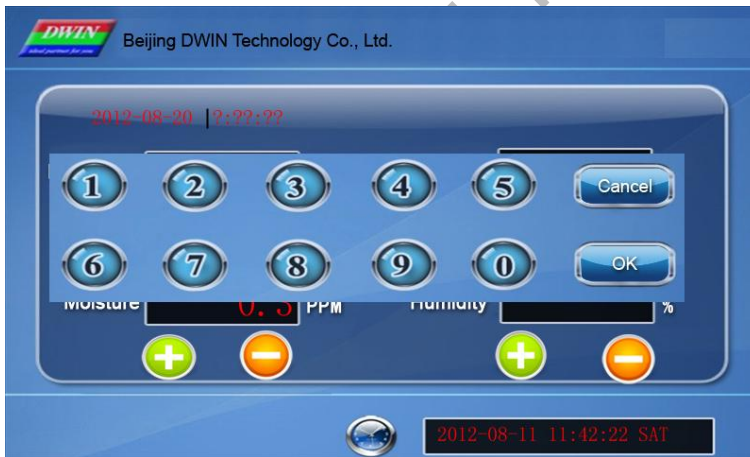 DWIN
Beijing DWIN Technology Co., Ltd.
2012-08-20 |?:??:??
1 2 3 4 5 Cancel
6 7 8 9 0 OK
Moisture 0.3 PPM Humidity %
2012-08-11 11:42:22 SAT